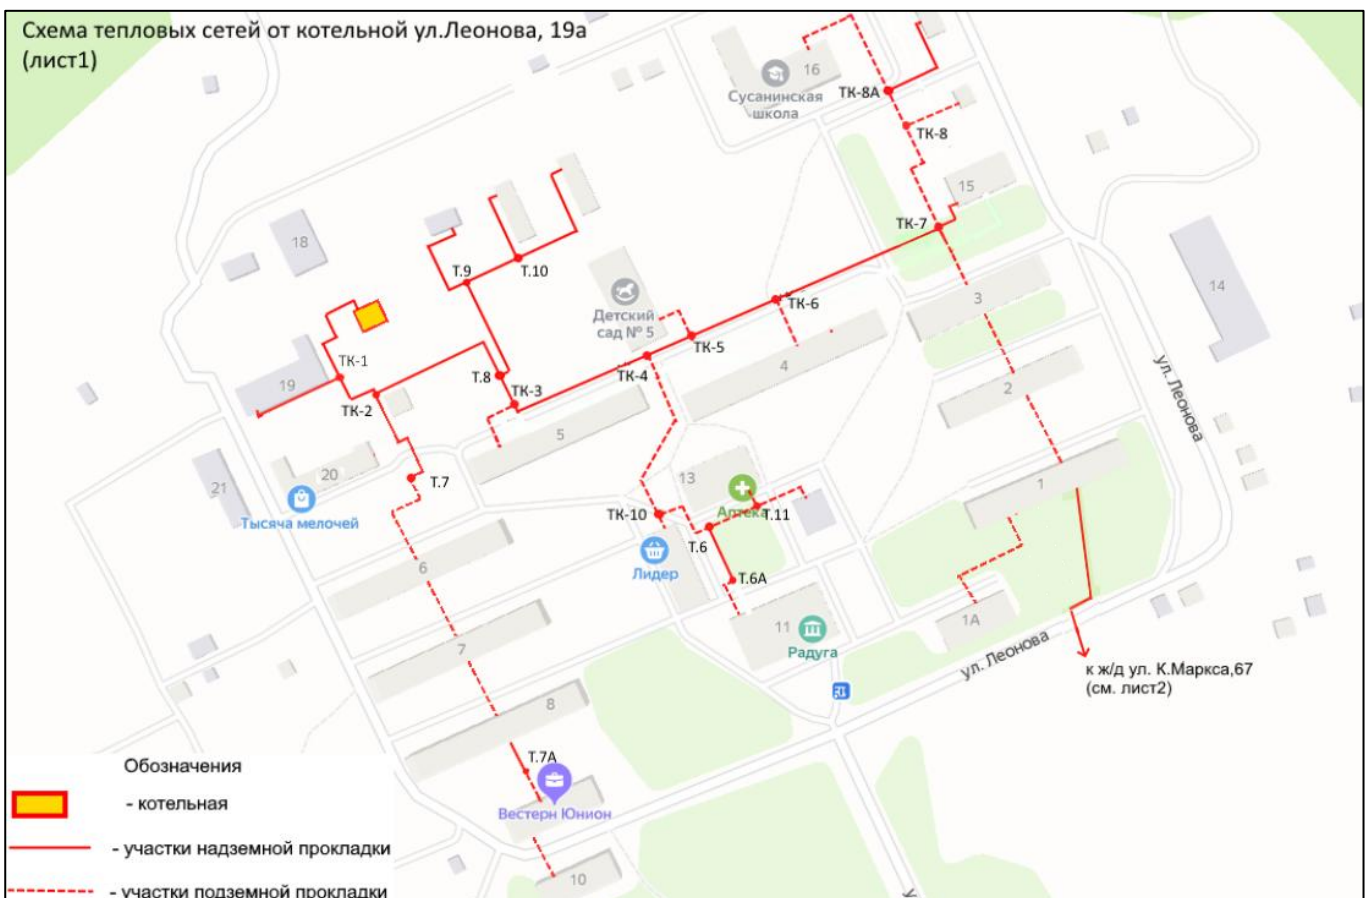 Схема тепловых сетей от котельной ул.Леонова, 19а
(лист1)
16
Сусанинская
школа
ТК-8А
ТК-8
15
ТК-7
18
Т.9
Т.10
14
3
ТК-6
Детский
сад № 5
ТК-5
ТК-1
ТК-4
4
ул. Леонова
19
Т.8
ТК-3
2
ТК-2
5
20
13
Т.7
1
21
Аптека
Тысяча мелочей
ТК-10
Т.11
Т.6
6
Лидер
Т.6А
11
1А
Радуга
ул. Леонова
7
к ж/д ул. К.Маркса,67
(см. лист2)
8
Т.7А
Вестерн Юнион
10
Обозначения
- котельная
- участки надземной прокладки
- участки подземной прокладки